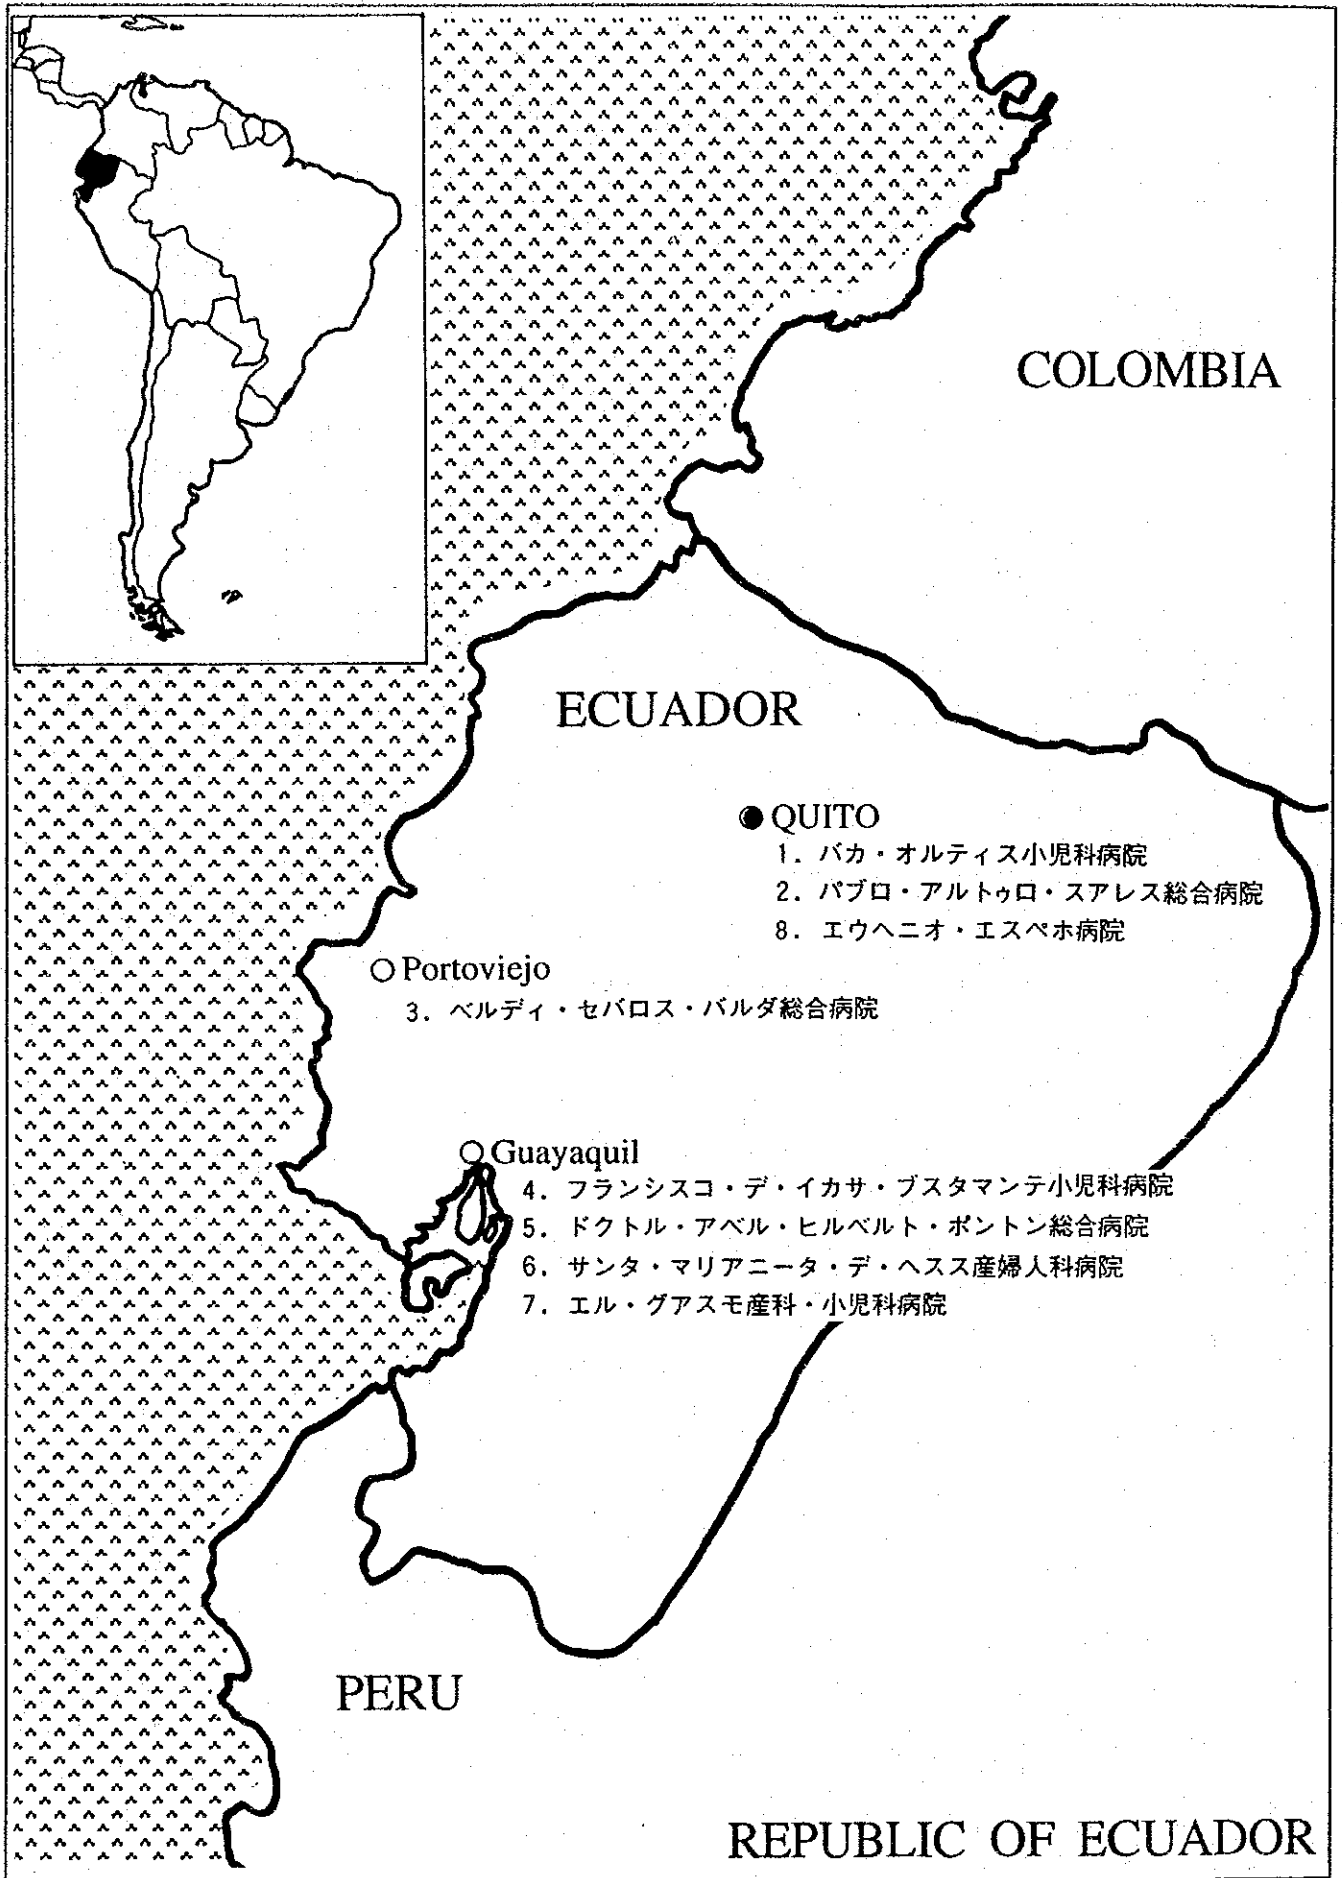 COLOMBIA
ECUADOR
QUITO
1. バカ・オルティス小児科病院
2. パブロ・アルトゥロ・スアレス総合病院
8. エウヘニオ・エスペホ病院
Portoviejo
3. ベルディ・セバロス・バルダ総合病院
Guayaquil
4. フランシスコ・デ・イカサ・ブスタマンテ小児科病院
5. ドクトル・アベル・ヒルベルト・ポントン総合病院
6. サンタ・マリアニータ・デ・ヘスス産婦人科病院
7. エル・グアスモ産科・小児科病院
PERU
REPUBLIC OF ECUADOR